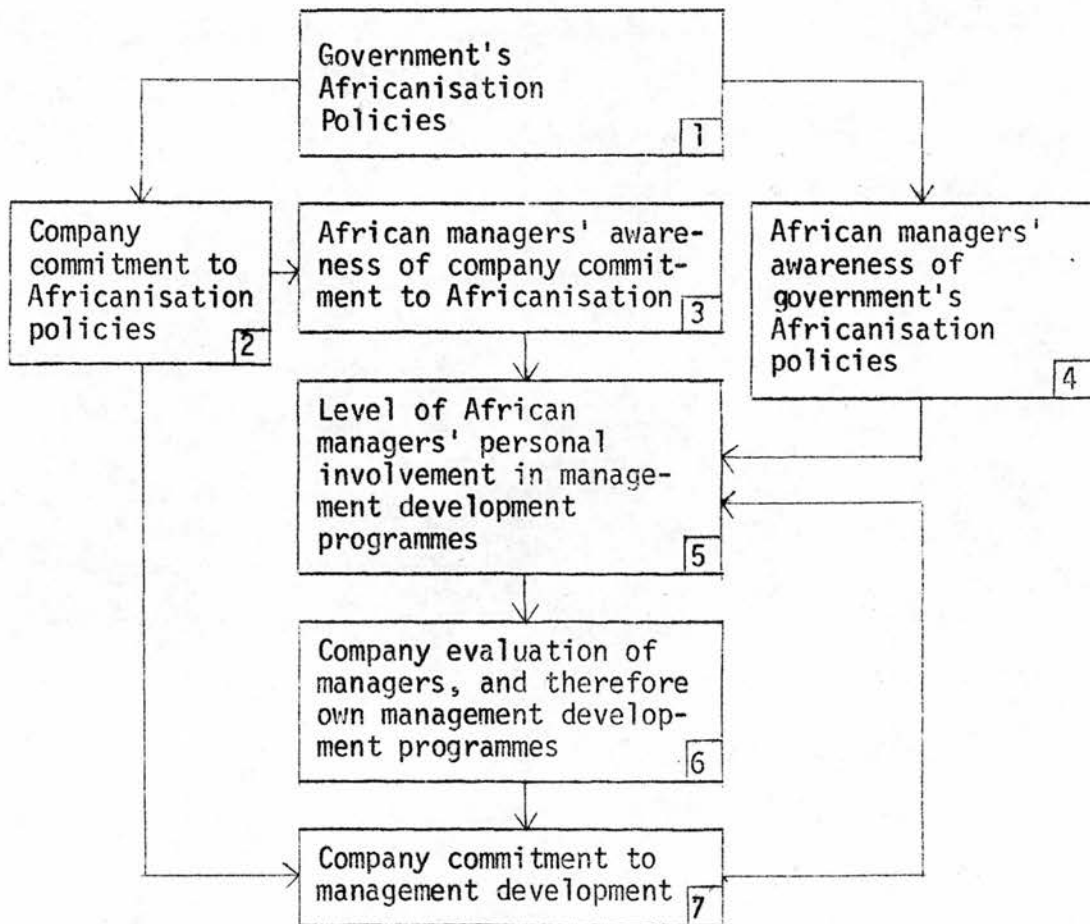 Government's
Africanisation
Policies
1
Company
commitment to
Africanisation
policies
2
African managers' aware-
ness of company commit-
ment to Africanisation
3
African managers'
awareness of
government's
Africanisation
policies
4
Level of African
managers' personal
involvement in manage-
ment development
programmes
5
Company evaluation of
managers, and therefore
own management develop-
ment programmes
6
Company commitment to
management development
7